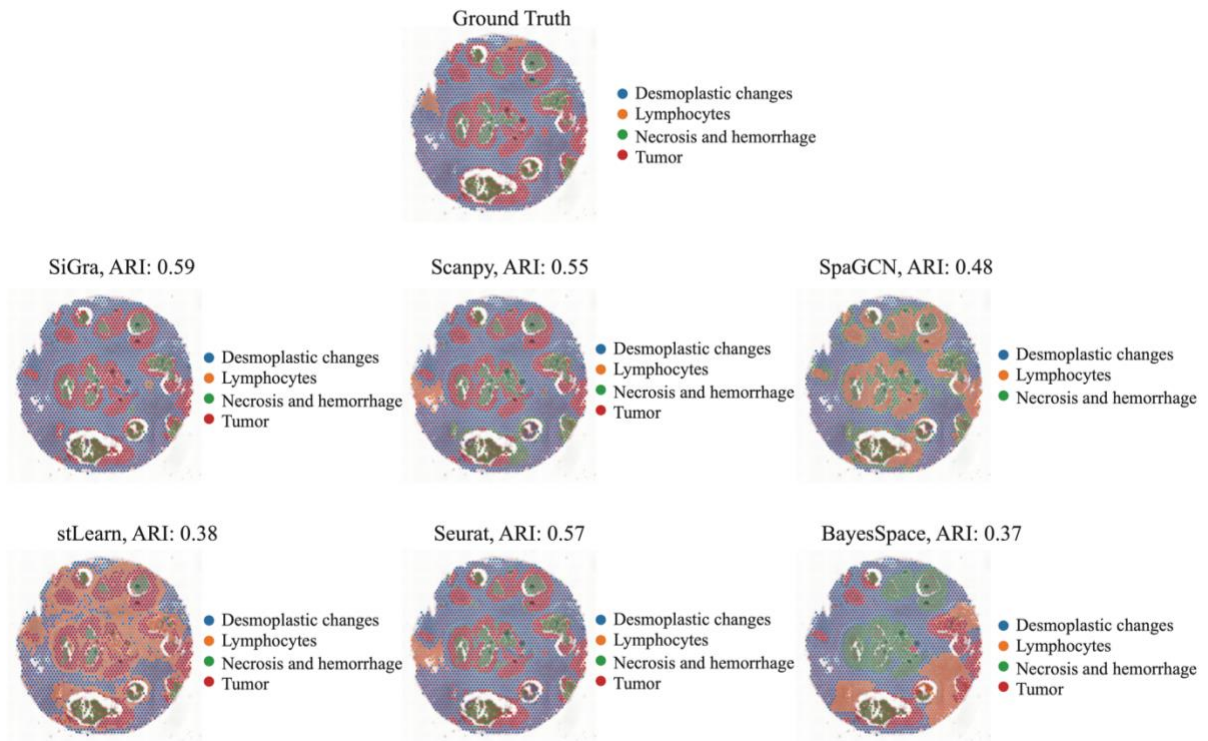 Ground Truth
Desmoplastic changes
Lymphocytes
Necrosis and hemorrhage
Tumor
SiGra, ARI: 0.59
Desmoplastic changes
Lymphocytes
Necrosis and hemorrhage
Tumor
Scanpy, ARI: 0.55
Desmoplastic changes
Lymphocytes
Necrosis and hemorrhage
Tumor
SpaGCN, ARI: 0.48
Desmoplastic changes
Lymphocytes
Necrosis and hemorrhage
stLearn, ARI: 0.38
Desmoplastic changes
Lymphocytes
Necrosis and hemorrhage
Tumor
Seurat, ARI: 0.57
Desmoplastic changes
Lymphocytes
Necrosis and hemorrhage
Tumor
BayesSpace, ARI: 0.37
Desmoplastic changes
Lymphocytes
Necrosis and hemorrhage
Tumor